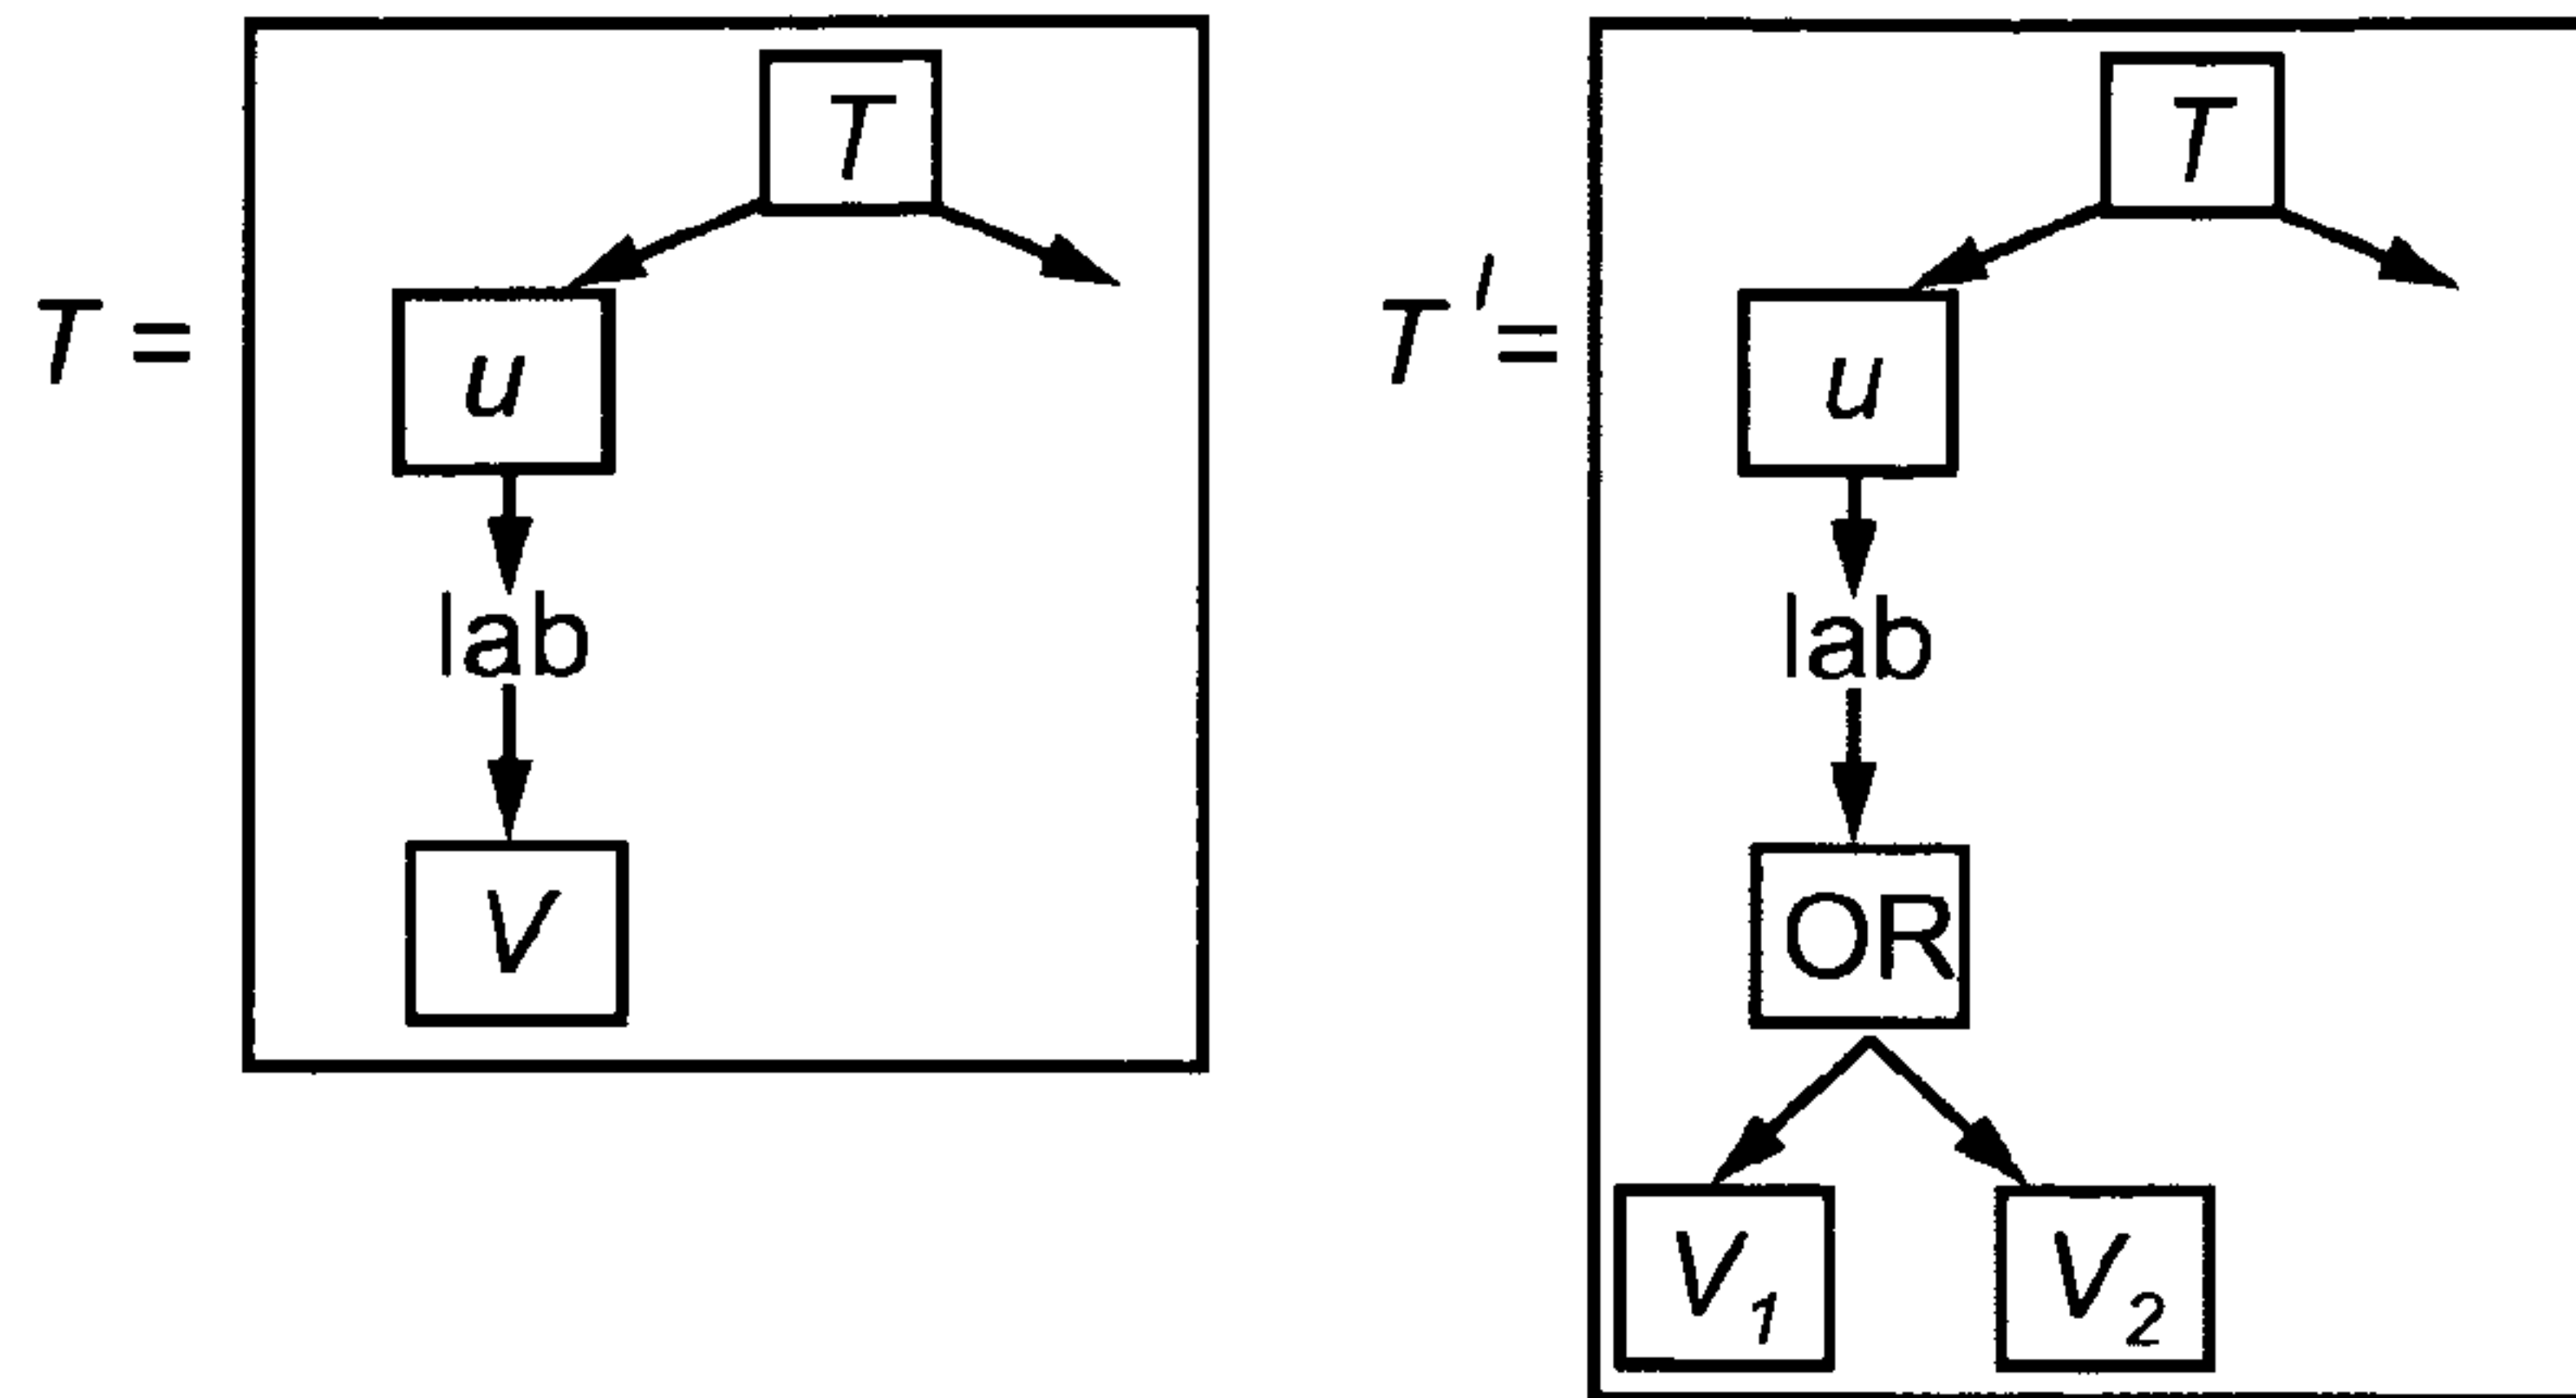 T =
T
u
lab
V
T' =
T
u
lab
OR
V1
V2